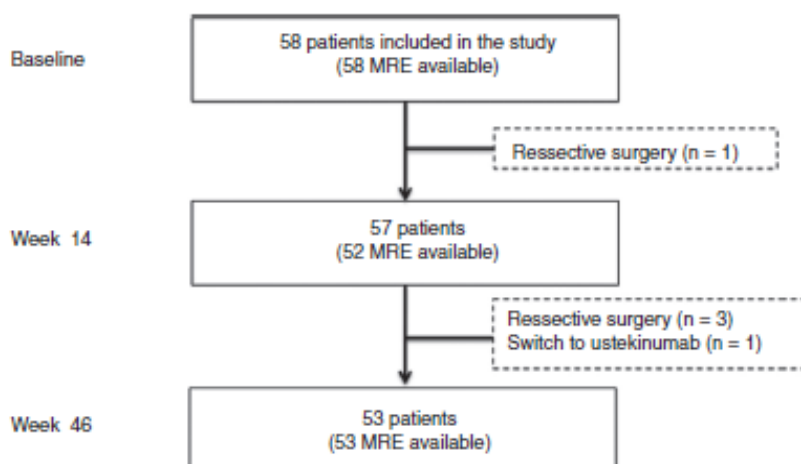 Baseline
58 patients included in the study
(58 MRE available)
Ressective surgery (n = 1)
Week 14
57 patients
(52 MRE available)
Ressective surgery (n = 3)
Switch to ustekinumab (n = 1)
Week 46
53 patients
(53 MRE available)